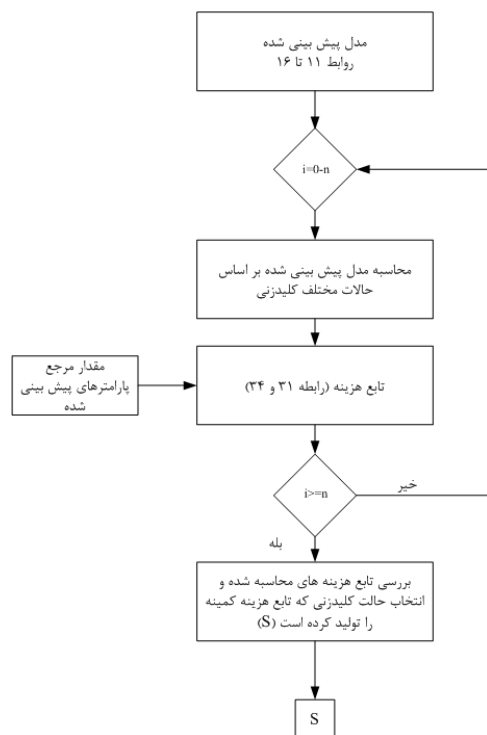 مدل پیش بینی شده
روابط ۱۱ تا ۱۶
i=0-n
محاسبه مدل پیش بینی شده بر اساس
حالات مختلف کلیدزنی
مقدار مرجع
پارامترهای پیش بینی
شده
تابع هزینه (رابطه ۳۱ و ۳۴)
i>=n
خیر
بله
بررسی تابع هزینه های محاسبه شده و
انتخاب حالت کلیدزنی که تابع هزینه کمینه
را تولید کرده است (S)
S